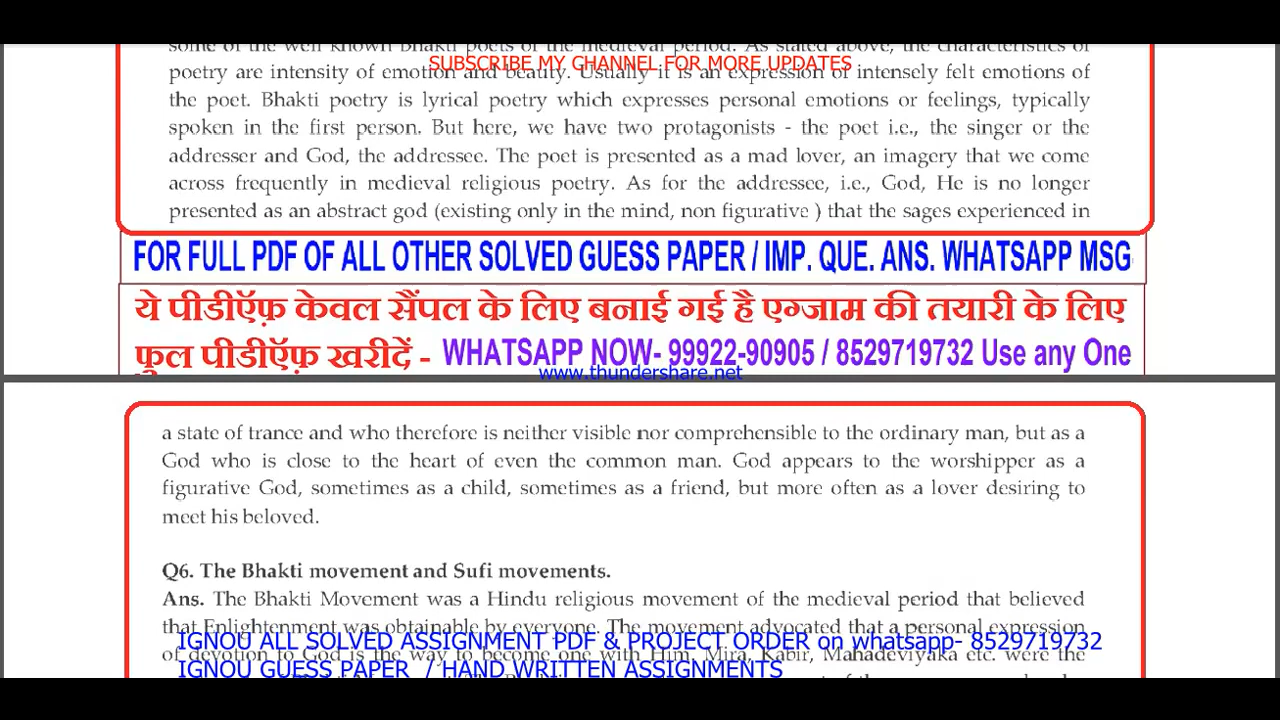 some of the well known Bhakti poets of the medieval period. As stated above, the characteristics of
SUBSCRIBE MY CHANNEL FOR MORE UPDATES
poetry are intensity of emotion and beauty. Usually it is an expression of intensely felt emotions of
the poet. Bhakti poetry is lyrical poetry which expresses personal emotions or feelings, typically
spoken in the first person. But here, we have two protagonists - the poet i.e., the singer or the
addresser and God, the addressee. The poet is presented as a mad lover, an imagery that we come
across frequently in medieval religious poetry. As for the addressee, i.e., God, He is no longer
presented as an abstract god (existing only in the mind, non figurative ) that the sages experienced in
FOR FULL PDF OF ALL OTHER SOLVED GUESS PAPER / IMP. QUE. ANS. WHATSAPP MSG
ये पीडीऍफ़ केवल सैंपल के लिए बनाई गई है एग्जाम की तयारी के लिए
फुल पीडीऍफ़ खरीदें - WHATSAPP NOW- 99922-90905 / 8529719732 Use any One
www.thundershare.net
a state of trance and who therefore is neither visible nor comprehensible to the ordinary man, but as a
God who is close to the heart of even the common man. God appears to the worshipper as a
figurative God, sometimes as a child, sometimes as a friend, but more often as a lover desiring to
meet his beloved.
Q6. The Bhakti movement and Sufi movements.
Ans. The Bhakti Movement was a Hindu religious movement of the medieval period that believed
that Enlightenment was obtainable by everyone. The movement advocated that a personal expression
IGNOU ALL SOLVED ASSIGNMENT PDF & PROJECT ORDER on whatsapp- 8529719732
of devotion to God is the way to become one with Him. Mira, Kabir, Mahadeviyaka etc. were the
IGNOU GUESS PAPER / HAND WRITTEN ASSIGNMENTS